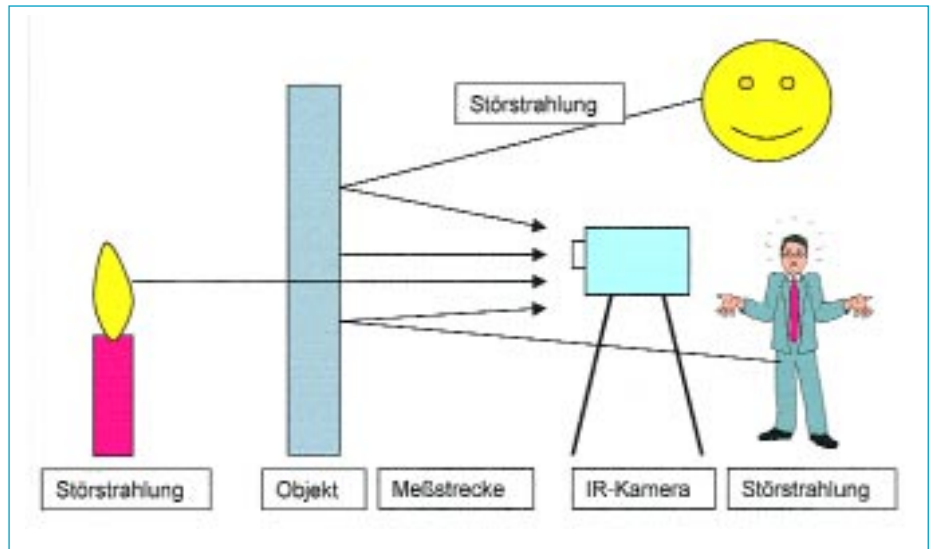 Störstrahlung
Störstrahlung
Objekt
Meßstrecke
IR-Kamera
Störstrahlung